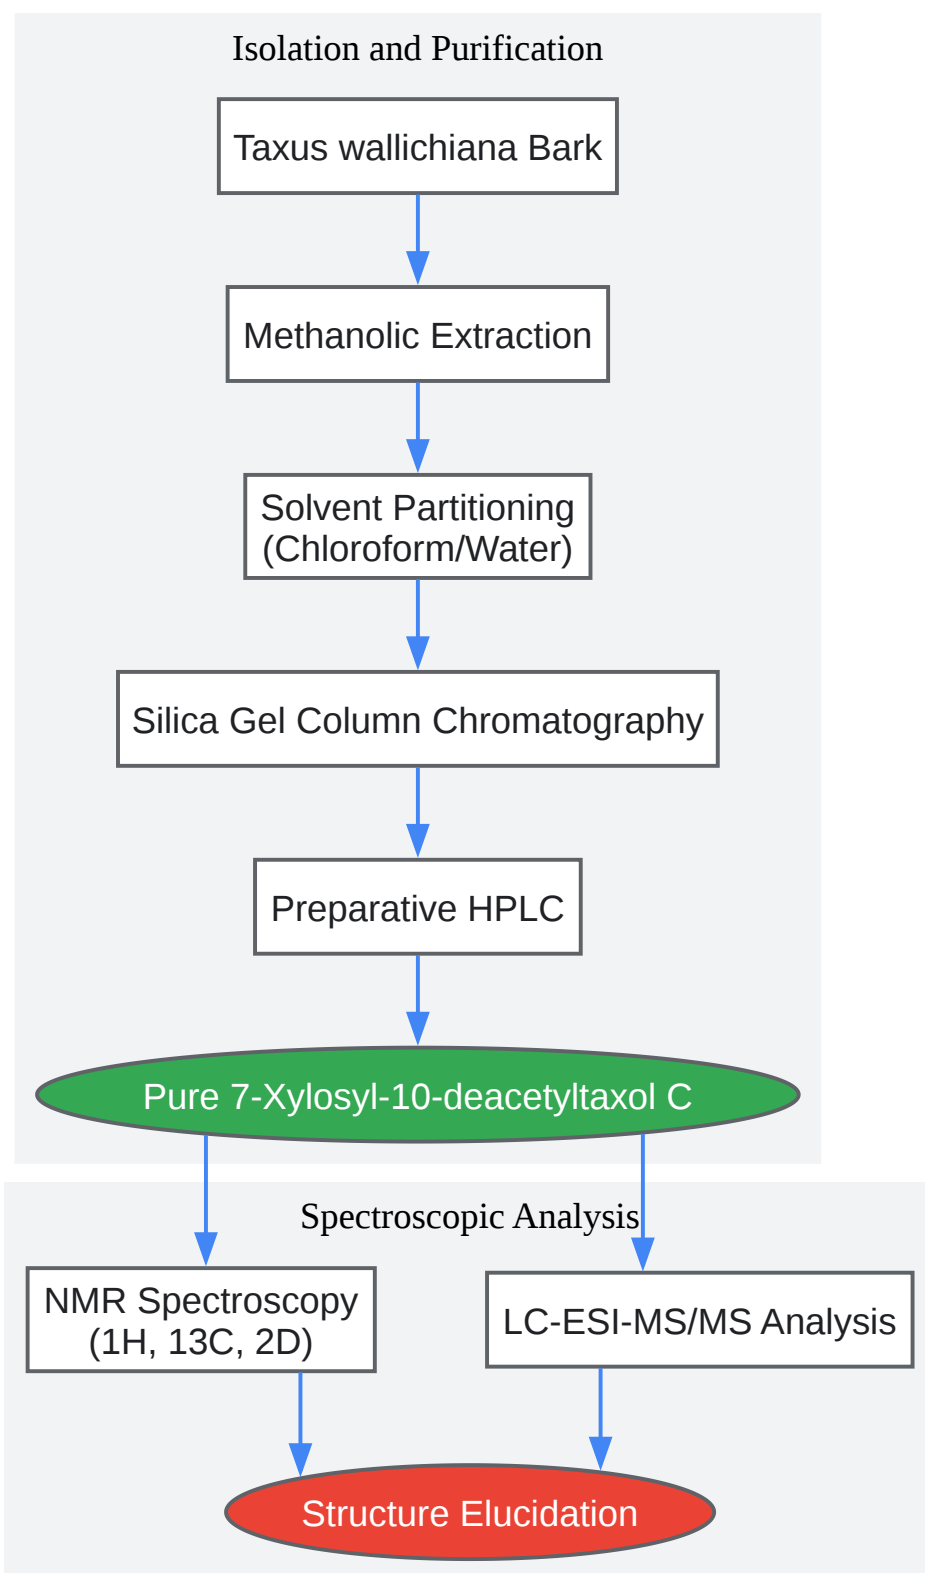 Isolation and Purification
Taxus wallichiana Bark
Methanolic Extraction
Solvent Partitioning
(Chloroform/Water)
Silica Gel Column Chromatography
Preparative HPLC
Pure 7-Xylosyl-10-deacetyltaxol C
Spectroscopic Analysis
NMR Spectroscopy
(1H, 13C, 2D)
LC-ESI-MS/MS Analysis
Structure Elucidation